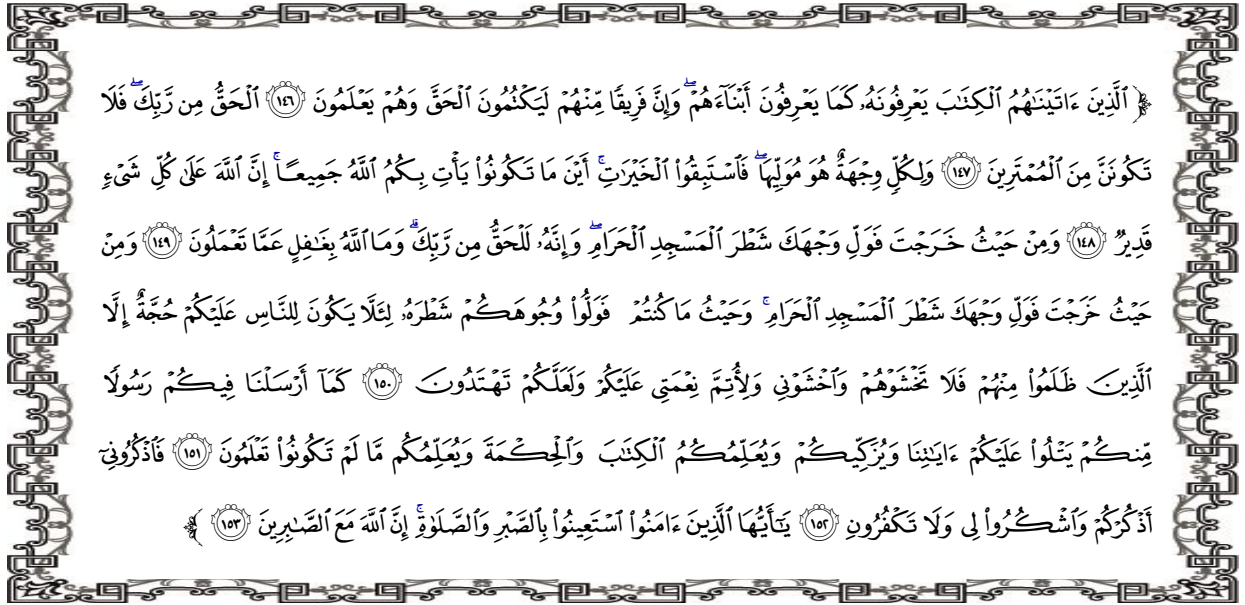 ﴿ ٱلَّذِينَ ءَاتَيۡنَٰهُمُ ٱلۡكِتَٰبَ يَعۡرِفُونَهُۥ كَمَا يَعۡرِفُونَ أَبۡنَآءَهُمۡۖ وَإِنَّ فَرِيقٗا مِّنۡهُمۡ لَيَكۡتُمُونَ ٱلۡحَقَّ وَهُمۡ يَعۡلَمُونَ ١٤٦ ٱلۡحَقُّ مِن رَّبِّكَۖ فَلَا
تَكُونَنَّ مِنَ ٱلۡمُمۡتَرِينَ ١٤٧ وَلِكُلّٖ وِجۡهَةٌ هُوَ مُوَلِّيهَاۖ فَٱسۡتَبِقُواْ ٱلۡخَيۡرَٰتِۚ أَيۡنَ مَا تَكُونُواْ يَأۡتِ بِكُمُ ٱللَّهُ جَمِيعًاۚ إِنَّ ٱللَّهَ عَلَىٰ كُلِّ شَيۡءٖ
قَدِيرٞ ١٤٨ وَمِنۡ حَيۡثُ خَرَجۡتَ فَوَلِّ وَجۡهَكَ شَطۡرَ ٱلۡمَسۡجِدِ ٱلۡحَرَامِۖ وَإِنَّهُۥ لَلۡحَقُّ مِن رَّبِّكَۗ وَمَا ٱللَّهُ بِغَٰفِلٍ عَمَّا تَعۡمَلُونَ ١٤٩ وَمِنۡ
حَيۡثُ خَرَجۡتَ فَوَلِّ وَجۡهَكَ شَطۡرَ ٱلۡمَسۡجِدِ ٱلۡحَرَامِۚ وَحَيۡثُ مَا كُنتُمۡ فَوَلُّواْ وُجُوهَكُمۡ شَطۡرَهُۥ لِئَلَّا يَكُونَ لِلنَّاسِ عَلَيۡكُمۡ حُجَّةٌ إِلَّا
ٱلَّذِينَ ظَلَمُواْ مِنۡهُمۡ فَلَا تَخۡشَوۡهُمۡ وَٱخۡشَوۡنِي وَلِأُتِمَّ نِعۡمَتِي عَلَيۡكُمۡ وَلَعَلَّكُمۡ تَهۡتَدُونَ ١٥٠ كَمَآ أَرۡسَلۡنَا فِيكُمۡ رَسُولٗا
مِّنكُمۡ يَتۡلُواْ عَلَيۡكُمۡ ءَايَٰتِنَا وَيُزَكِّيكُمۡ وَيُعَلِّمُكُمُ ٱلۡكِتَٰبَ وَٱلۡحِكۡمَةَ وَيُعَلِّمُكُم مَّا لَمۡ تَكُونُواْ تَعۡلَمُونَ ١٥١ فَٱذۡكُرُونِيٓ
أَذۡكُرۡكُمۡ وَٱشۡكُرُواْ لِي وَلَا تَكۡفُرُونِ ١٥٢ يَٰٓأَيُّهَا ٱلَّذِينَ ءَامَنُواْ ٱسۡتَعِينُواْ بِٱلصَّبۡرِ وَٱلصَّلَوٰةِۚ إِنَّ ٱللَّهَ مَعَ ٱلصَّٰبِرِينَ ١٥٣ ﴾